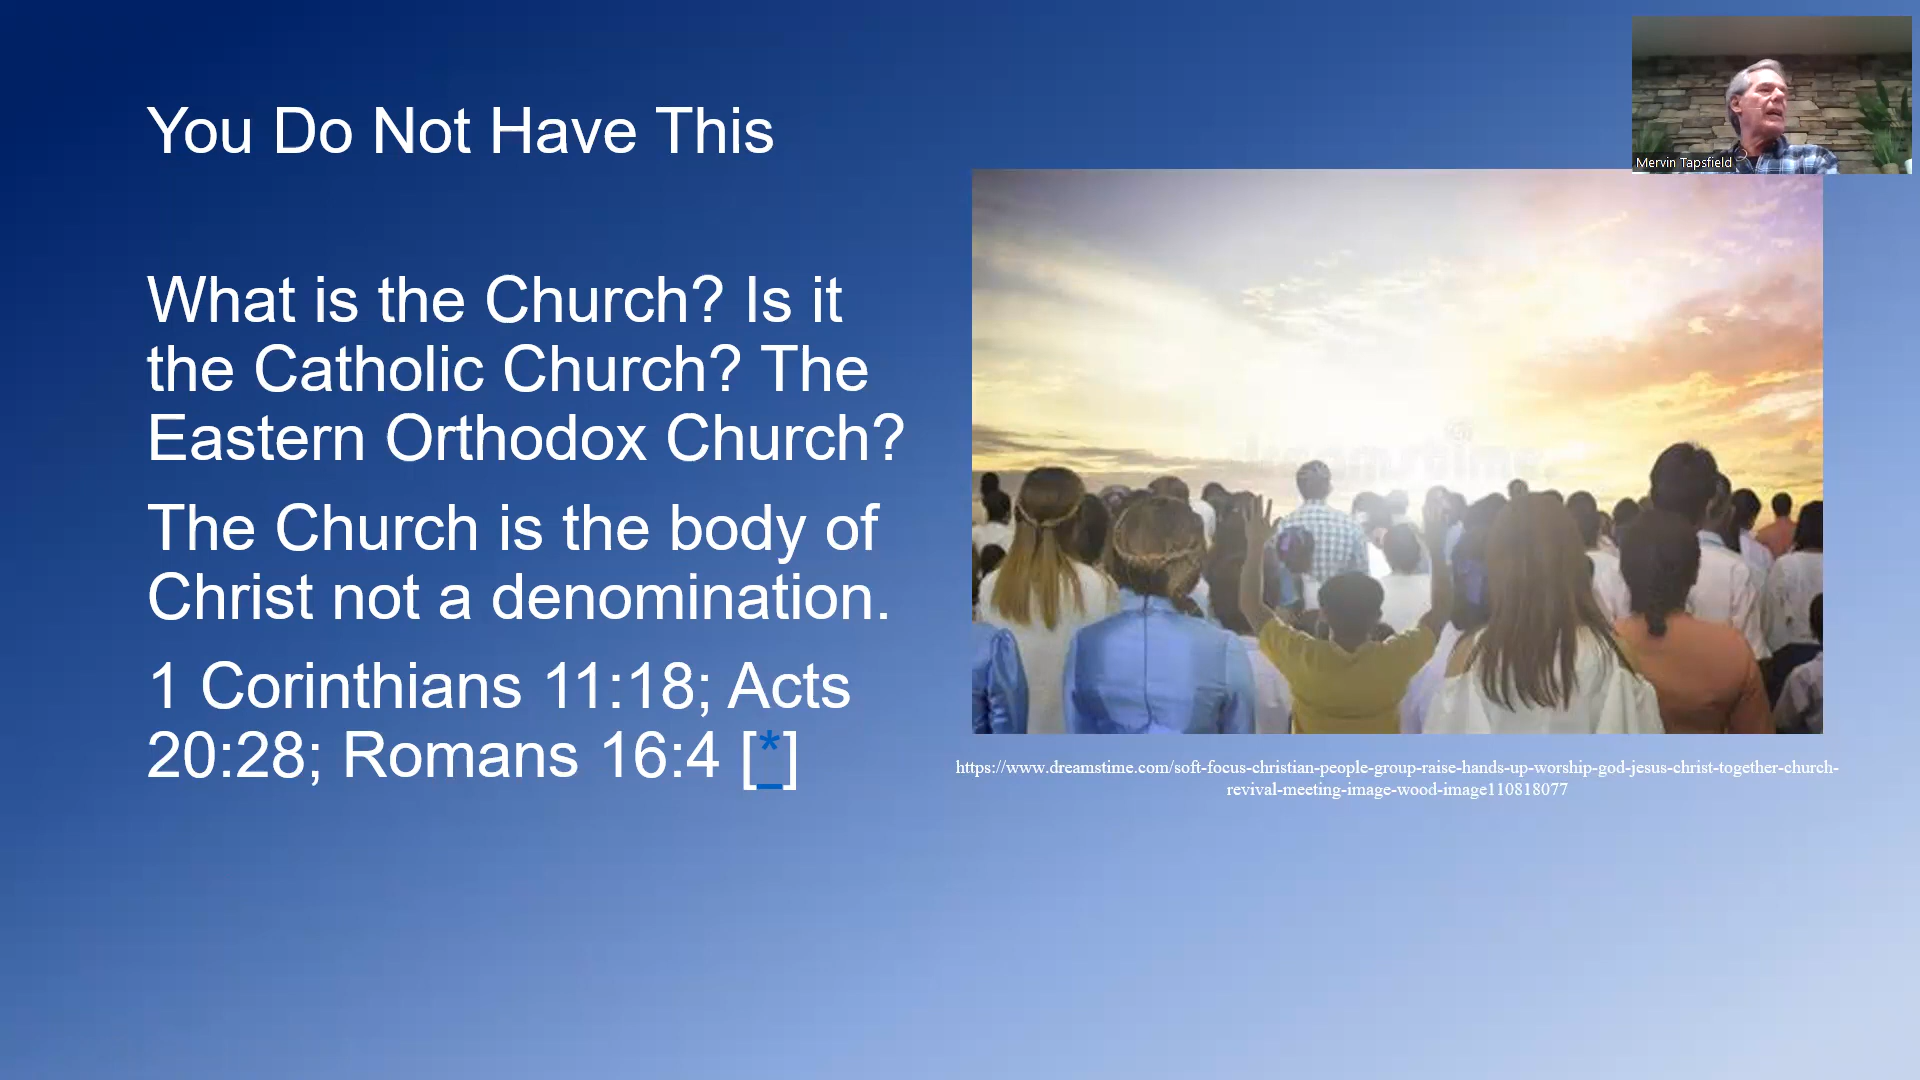 You Do Not Have This
Mervin Tapsfield
What is the Church? Is it
the Catholic Church? The
Eastern Orthodox Church?
The Church is the body of
Christ not a denomination.
1 Corinthians 11:18; Acts
20:28; Romans 16:4 [*]
https://www.dreamstime.com/soft-focus-christian-people-group-raise-hands-up-worship-god-jesus-christ-together-church-
revival-meeting-image-wood-image110818077